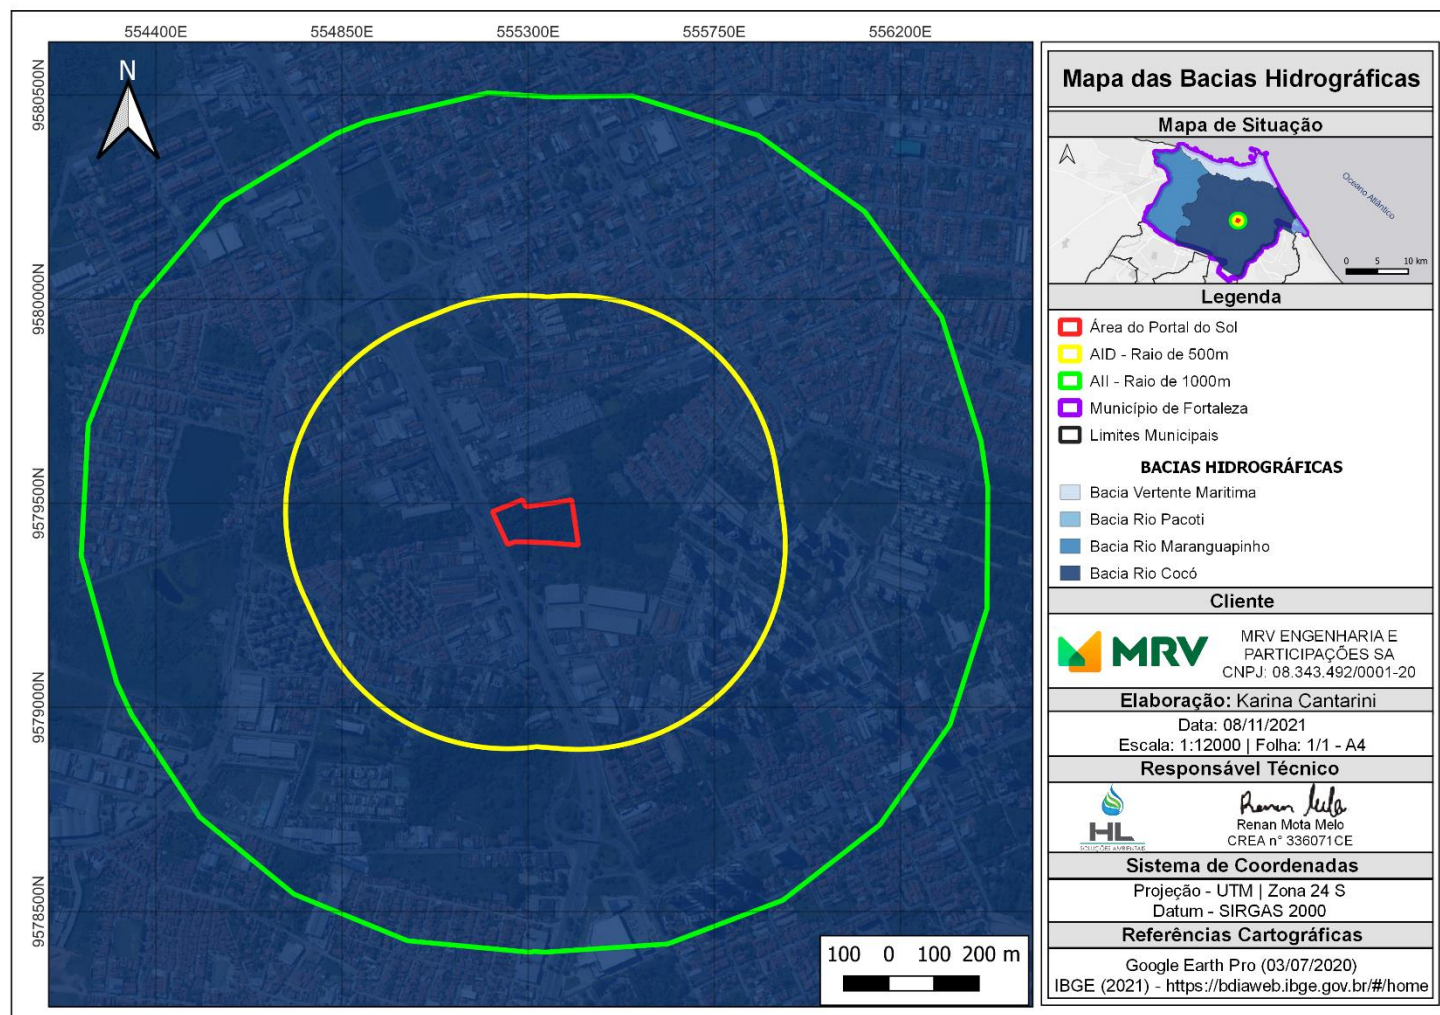 554400E 554850E 555300E 555750E 556200E
N
9580500N
9580000N
9579500N
9579000N
9578500N
100 0 100 200 m
Mapa das Bacias Hidrográficas
Mapa de Situação
Oceano Atlântico
0 5 10 km
Legenda
Área do Portal do Sol
AID - Raio de 500m
AII - Raio de 1000m
Município de Fortaleza
Limites Municipais
BACIAS HIDROGRÁFICAS
Bacia Vertente Maritima
Bacia Rio Pacoti
Bacia Rio Maranguapinho
Bacia Rio Cocó
Cliente
MRV
MRV ENGENHARIA E
PARTICIPAÇÕES SA
CNPJ: 08.343.492/0001-20
Elaboração: Karina Cantarini
Data: 08/11/2021
Escala: 1:12000 | Folha: 1/1 - A4
Responsável Técnico
HL
SOLUÇÕES AMBIENTAIS
Renan Mota Melo
CREA n° 336071CE
Sistema de Coordenadas
Projeção - UTM | Zona 24 S
Datum - SIRGAS 2000
Referências Cartográficas
Google Earth Pro (03/07/2020)
IBGE (2021) - https://bdiaweb.ibge.gov.br/#/home